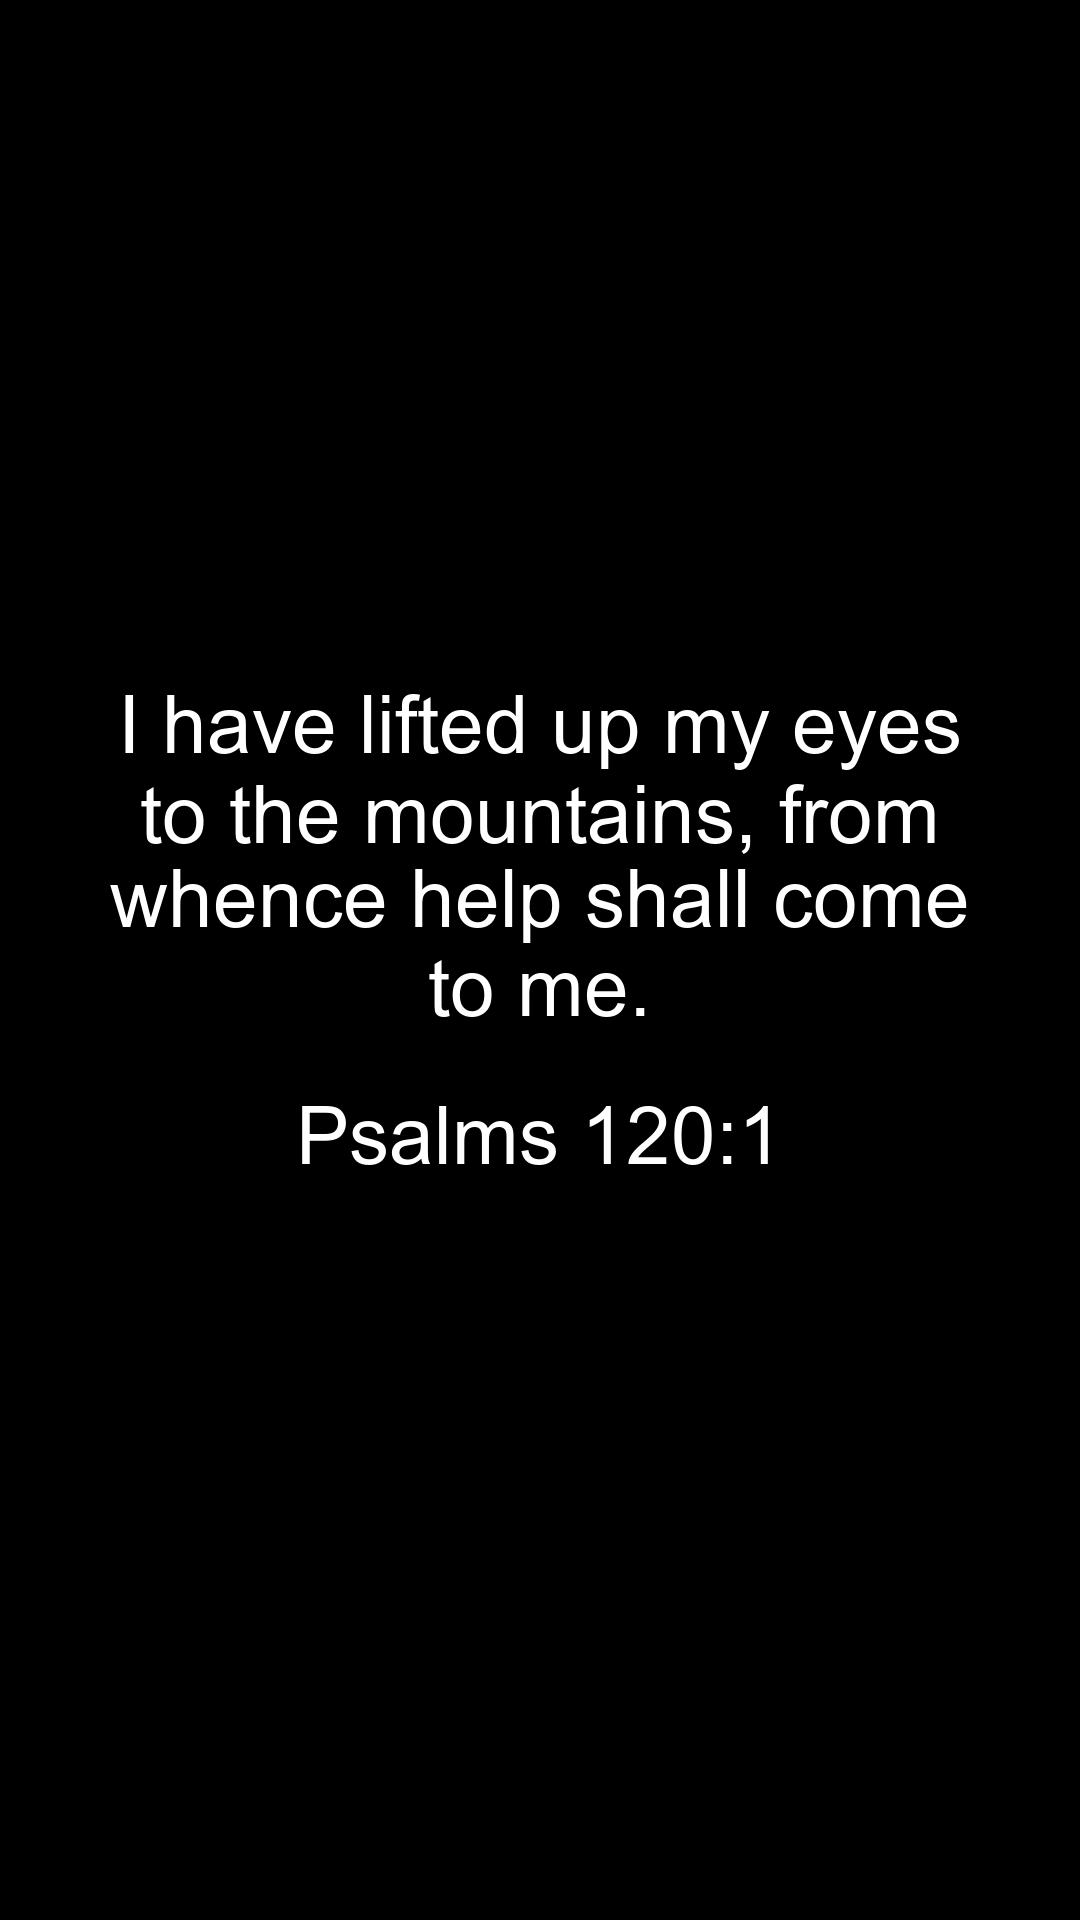 I have lifted up my eyes
to the mountains, from
whence help shall come
to me.
Psalms 120:1